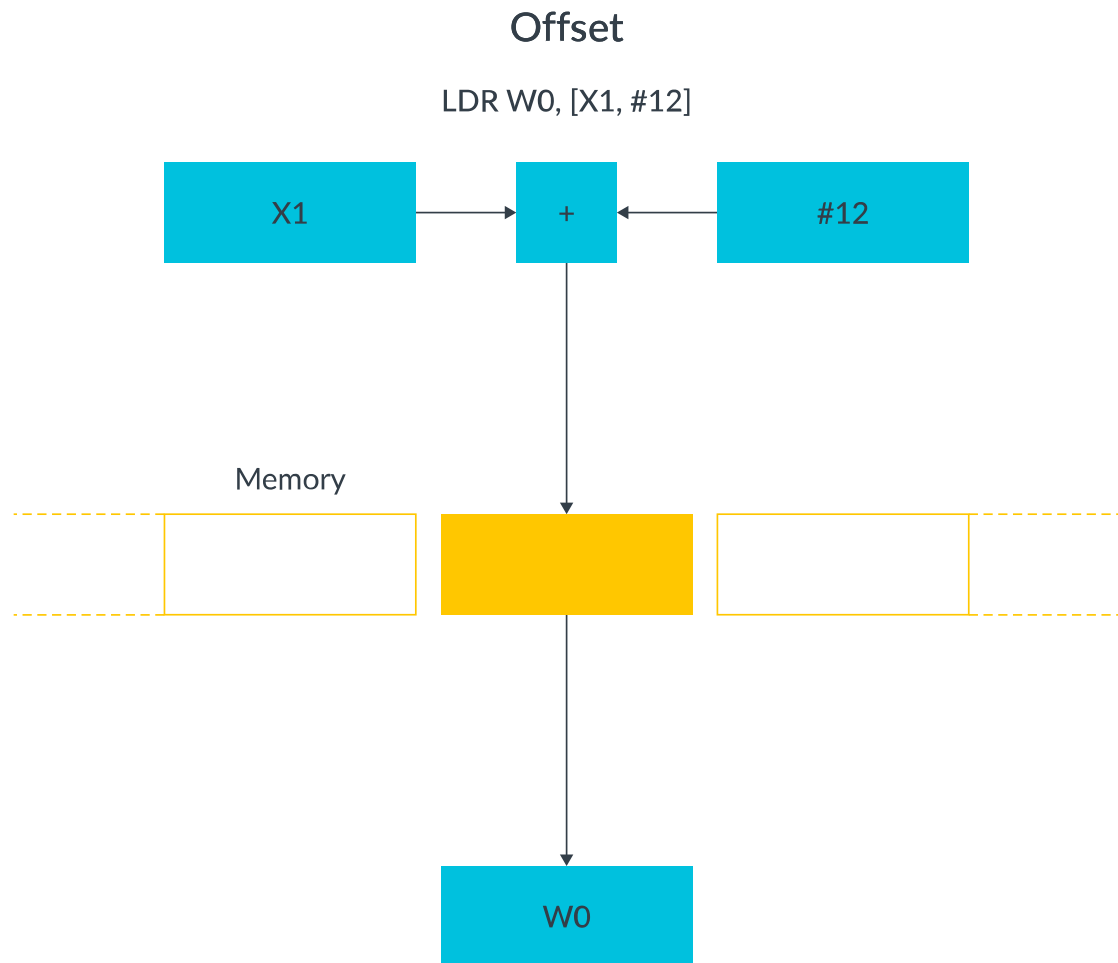 Offset
LDR W0, [X1, #12]
X1
+
#12
Memory
W0